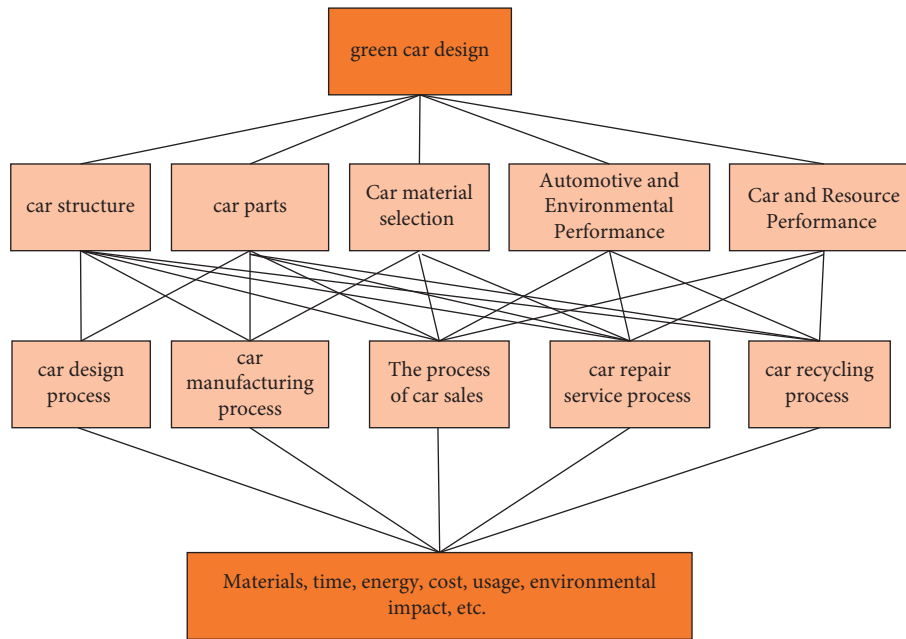 green car design
car structure
car parts
Car material
selection
Automotive and
Environmental
Performance
Car and Resource
Performance
car design
process
car
manufacturing
process
The process
of car sales
car repair
service process
car recycling
process
Materials, time, energy, cost, usage, environmental
impact, etc.